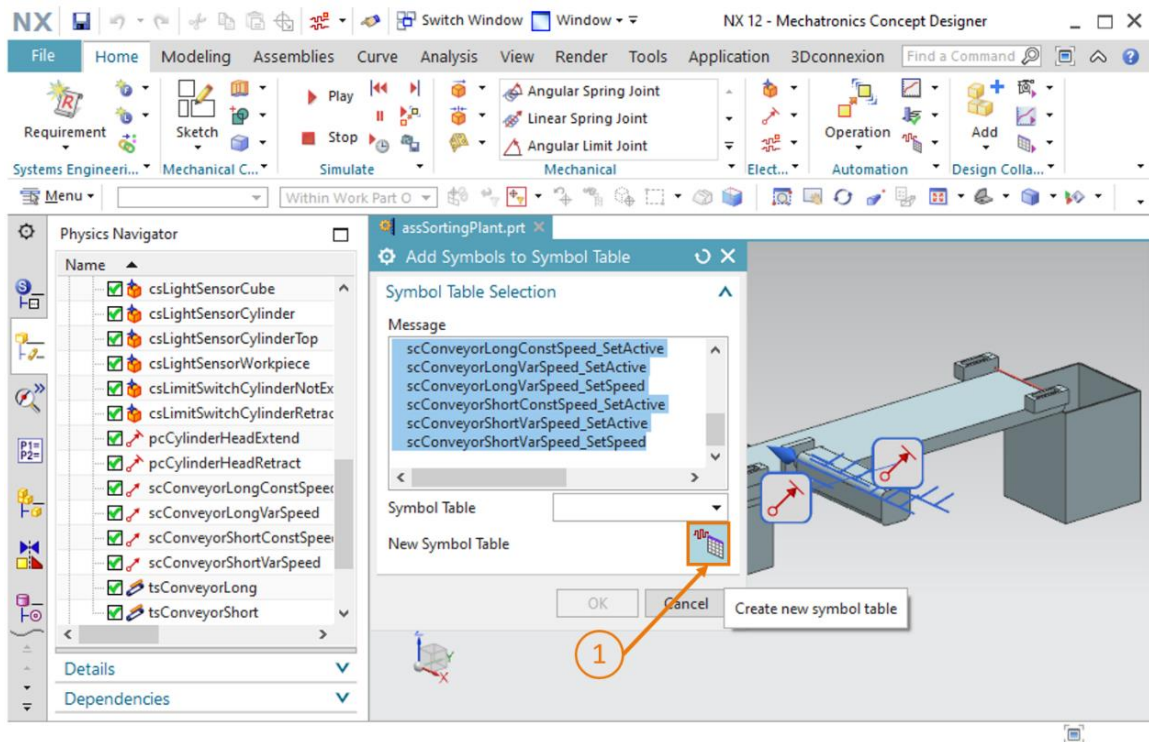 NX Switch Window Window NX 12 - Mechatronics Concept Designer
File Home Modeling Assemblies Curve Analysis View Render Tools Application 3Dconnexion Find a Command
Requirement
Sketch
Play
Stop
Angular Spring Joint
Linear Spring Joint
Angular Limit Joint
Operation
Add
Systems Engineeri... Mechanical C... Simulate Mechanical Elect... Automation Design Colla...
Menu Within Work Part O
Physics Navigator
Name
csLightSensorCube
csLightSensorCylinder
csLightSensorCylinderTop
csLightSensorWorkpiece
csLimitSwitchCylinderNotEx
csLimitSwitchCylinderRetrac
pcCylinderHeadExtend
pcCylinderHeadRetract
scConveyorLongConstSpeed
scConveyorLongVarSpeed
scConveyorShortConstSpee
scConveyorShortVarSpeed
tsConveyorLong
tsConveyorShort
Details
Dependencies
assSortingPlant.prt
Add Symbols to Symbol Table
Symbol Table Selection
Message
scConveyorLongConstSpeed_SetActive
scConveyorLongVarSpeed_SetActive
scConveyorLongVarSpeed_SetSpeed
scConveyorShortConstSpeed_SetActive
scConveyorShortVarSpeed_SetActive
scConveyorShortVarSpeed_SetSpeed
Symbol Table
New Symbol Table
OK Cancel
Create new symbol table
1